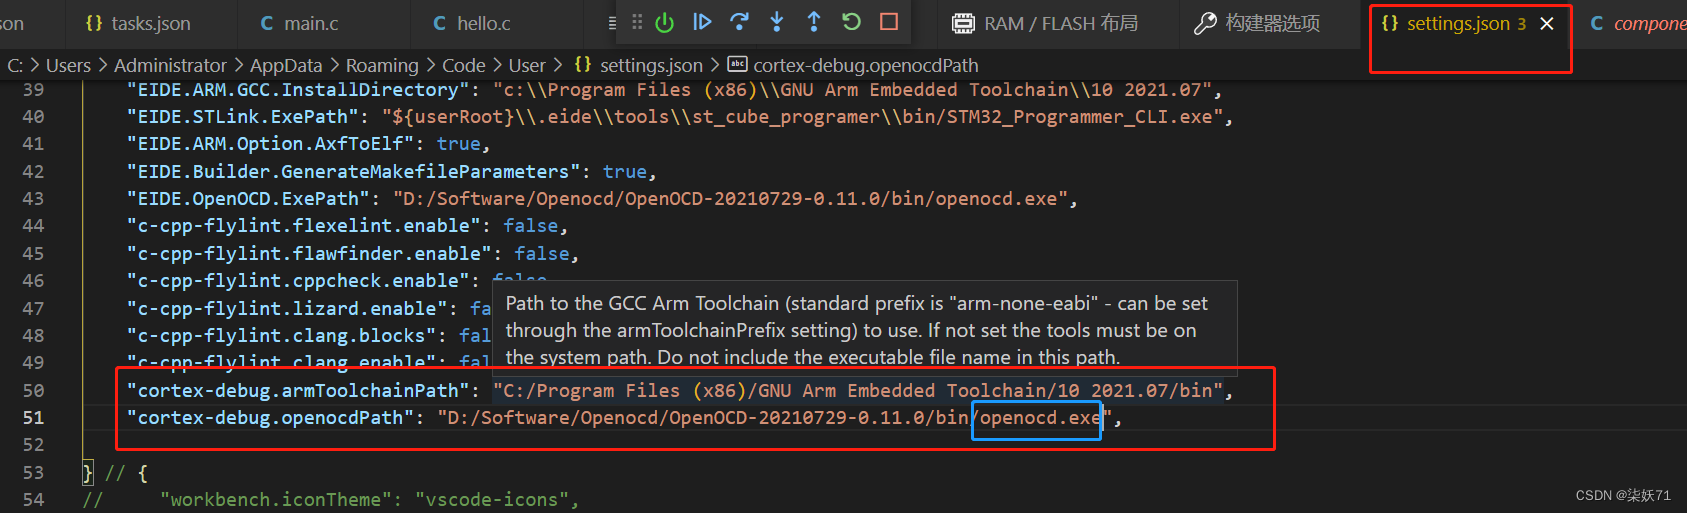 on
{} tasks.json
C main.c
C hello.c
RAM / FLASH 布局
构建器选项
{} settings.json 3 ×
C compone
C: > Users > Administrator > AppData > Roaming > Code > User > {} settings.json > abc cortex-debug.openocdPath
39 "EIDE.ARM.GCC.InstallDirectory": "c:\\Program Files (x86)\\GNU Arm Embedded Toolchain\\10 2021.07",
40 "EIDE.STLink.ExePath": "${userRoot}\\.eide\\tools\\st_cube_programer\\bin/STM32_Programmer_CLI.exe",
41 "EIDE.ARM.Option.AxfToElf": true,
42 "EIDE.Builder.GenerateMakefileParameters": true,
43 "EIDE.OpenOCD.ExePath": "D:/Software/Openocd/OpenOCD-20210729-0.11.0/bin/openocd.exe",
44 "c-cpp-flylint.flexelint.enable": false,
45 "c-cpp-flylint.flawfinder.enable": false,
46 "c-cpp-flylint.cppcheck.enable": false,
47 "c-cpp-flylint.lizard.enable": fa
48 "c-cpp-flylint.clang.blocks": fal
49 "c-cpp-flylint.clang.enable": fal
Path to the GCC Arm Toolchain (standard prefix is "arm-none-eabi" - can be set
through the armToolchainPrefix setting) to use. If not set the tools must be on
the system path. Do not include the executable file name in this path.
50 "cortex-debug.armToolchainPath": "C:/Program Files (x86)/GNU Arm Embedded Toolchain/10 2021.07/bin",
51 "cortex-debug.openocdPath": "D:/Software/Openocd/OpenOCD-20210729-0.11.0/bin/openocd.exe",
52
53 } // {
54 // "workbench.iconTheme": "vscode-icons",
CSDN @柒妖71